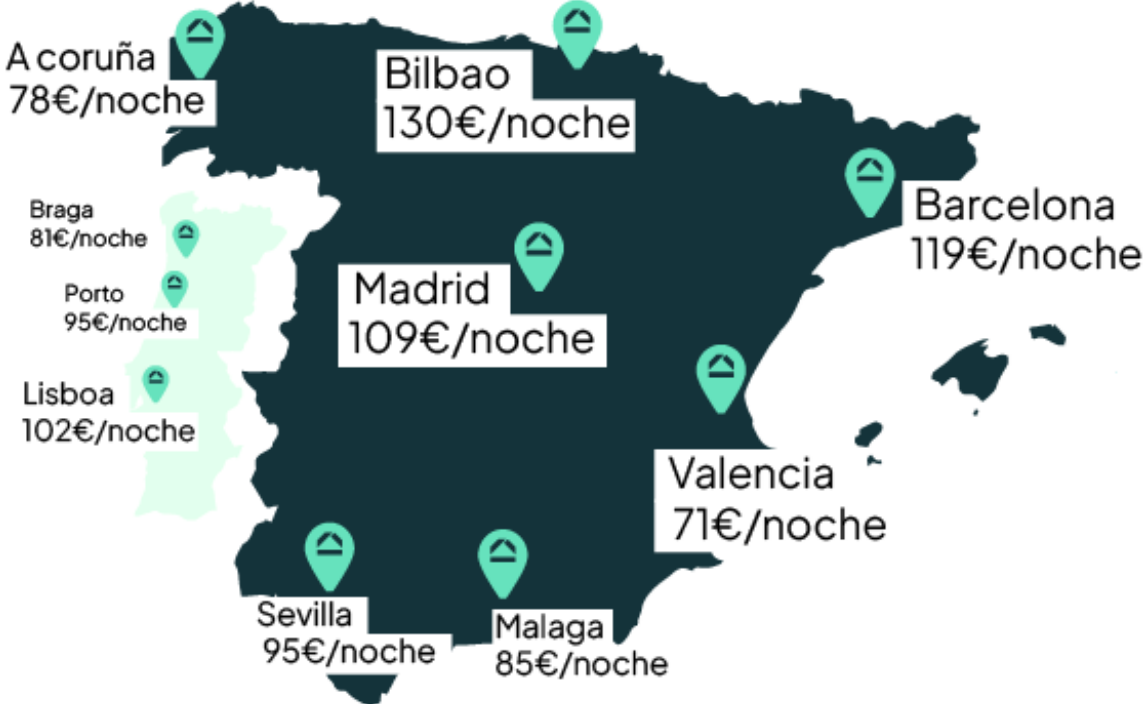 A coruña
78€/noche
Bilbao
130€/noche
Barcelona
119€/noche
Braga
81€/noche
Madrid
109€/noche
Porto
95€/noche
Lisboa
102€/noche
Valencia
71€/noche
Sevilla
95€/noche
Malaga
85€/noche